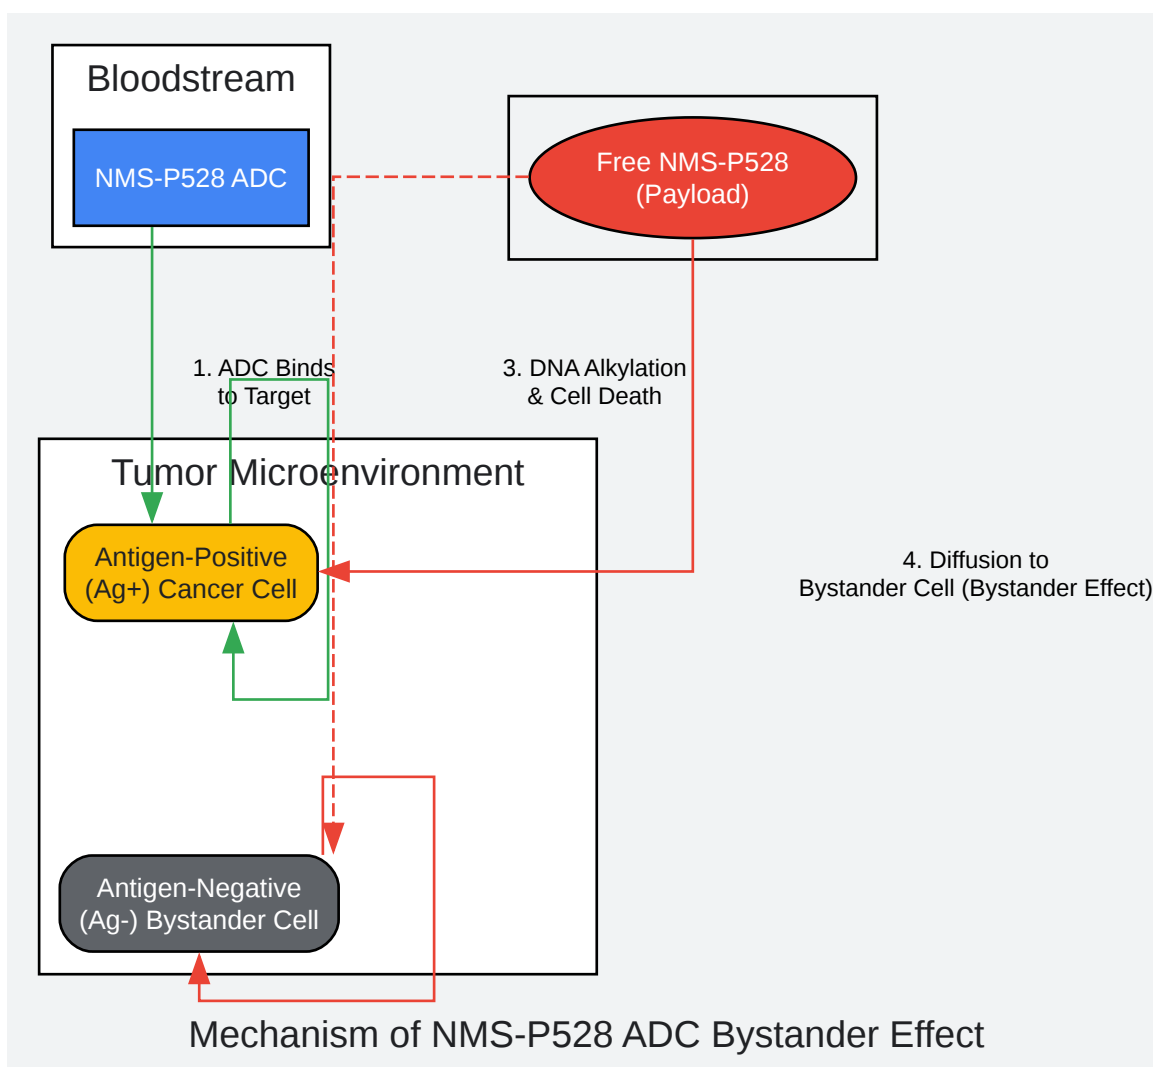 Bloodstream
NMS-P528 ADC
Free NMS-P528
(Payload)
1. ADC Binds
to Target
3. DNA Alkylation
& Cell Death
Tumor Microenvironment
Antigen-Positive
(Ag+) Cancer Cell
4. Diffusion to
Bystander Cell (Bystander Effect)
Antigen-Negative
(Ag-) Bystander Cell
Mechanism of NMS-P528 ADC Bystander Effect